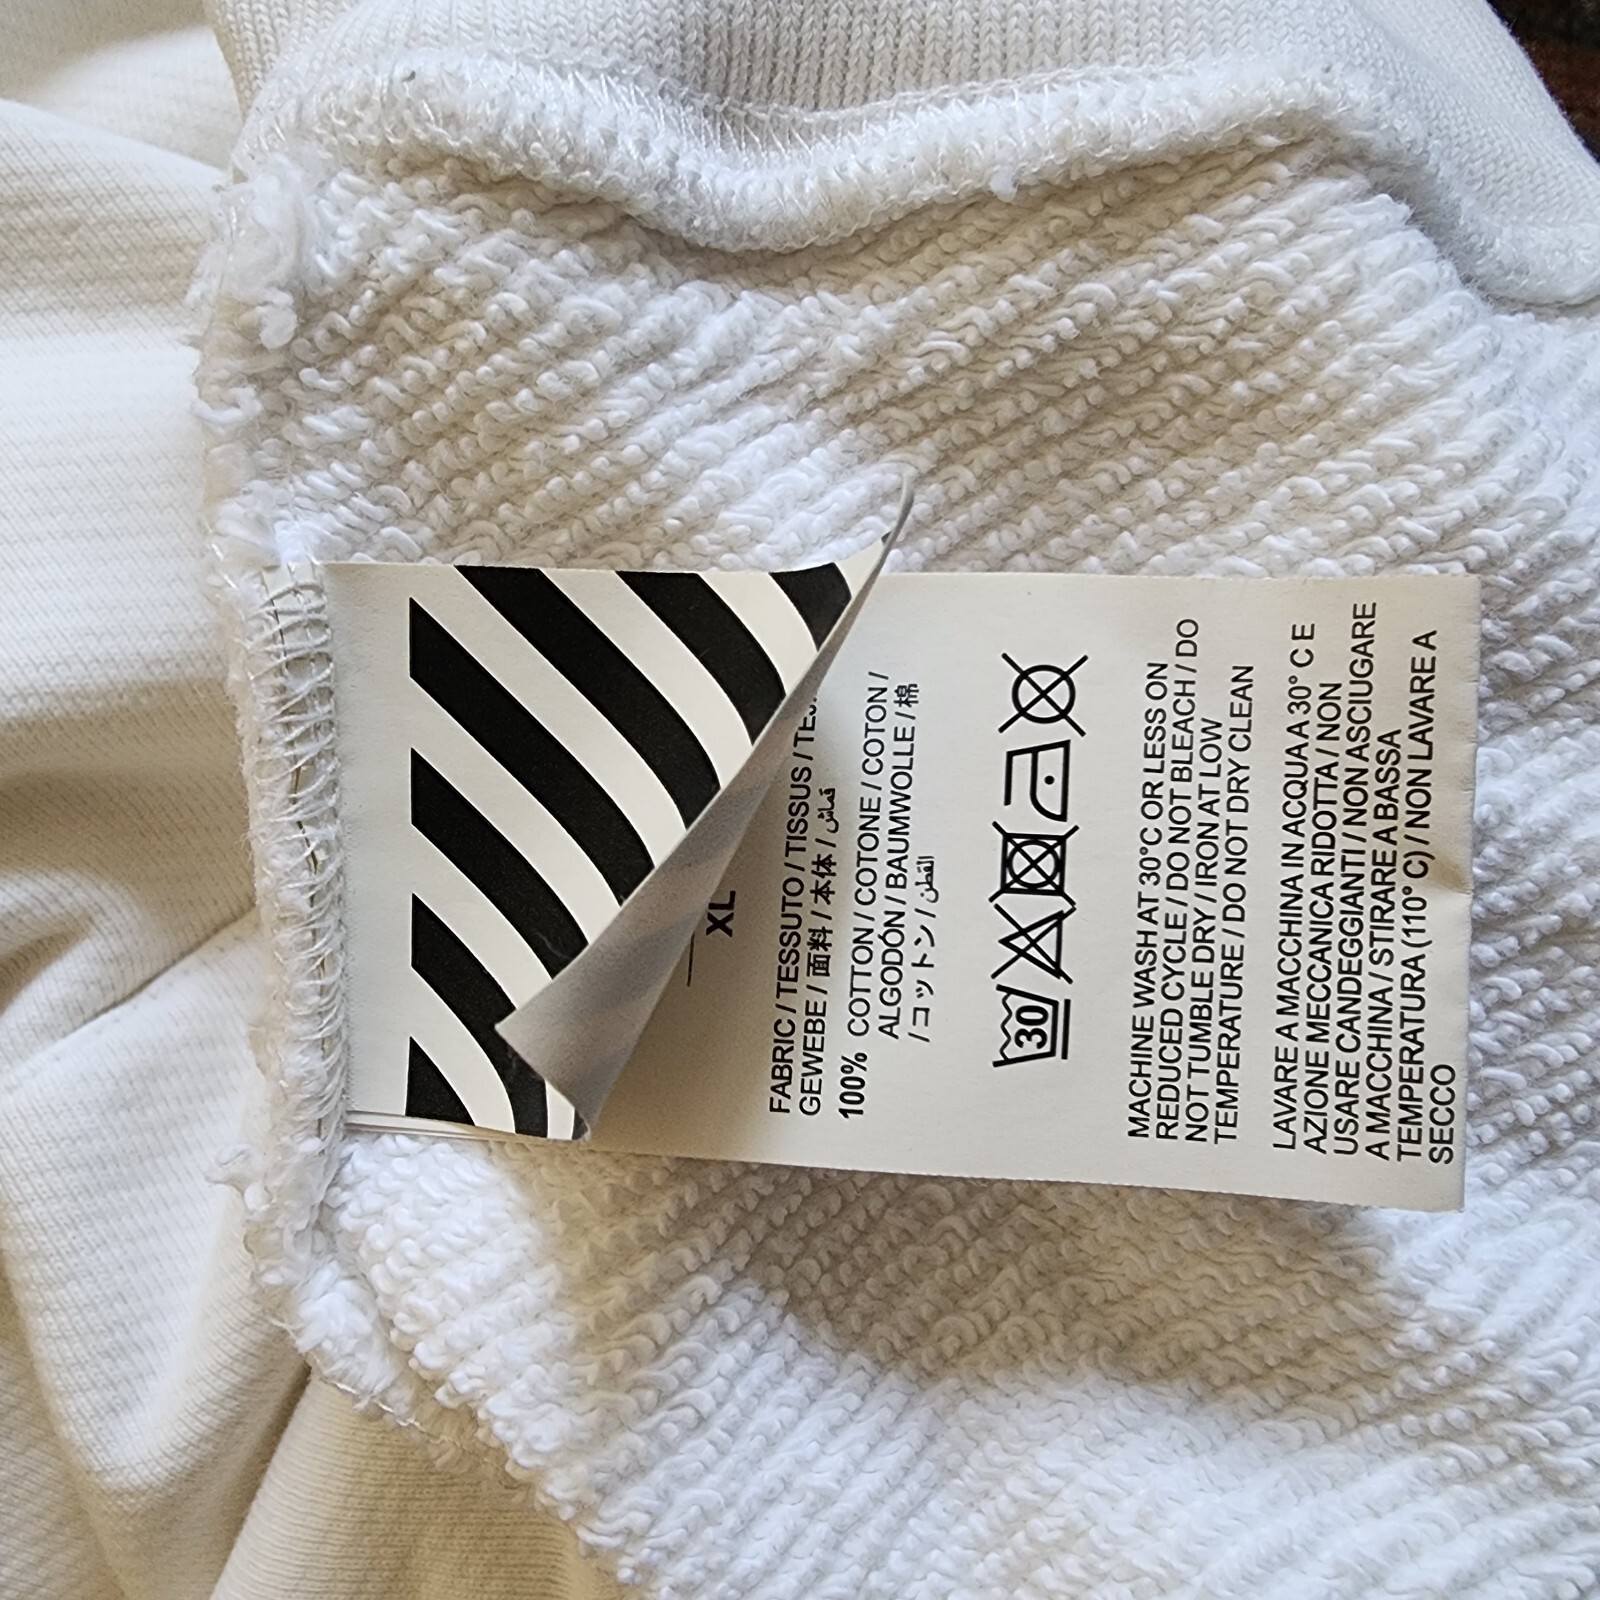 XL
FABRIC / TESSUTO / TISSUS /
GEWEBE / 面料 / 本体 / قماش
100% COTTON / COTONE / COTON /
ALGODÓN / BAUMWOLLE / 棉
/ コットン / القطن
30
MACHINE WASH AT 30°C OR LESS ON
REDUCED CYCLE / DO NOT BLEACH / DO
NOT TUMBLE DRY / IRON AT LOW
TEMPERATURE / DO NOT DRY CLEAN
LAVARE A MACCHINA IN ACQUA A 30° C E
AZIONE MECCANICA RIDOTTA / NON
USARE CANDEGGIANTI / NON ASCIUGARE
A MACCHINA / STIRARE A BASSA
TEMPERATURA (110° C) / NON LAVARE A
SECCO